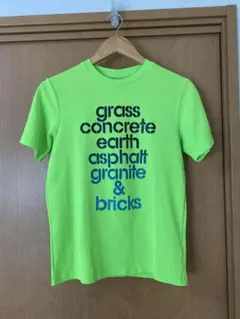 grass
concrete
earth
asphalt
granite
&
bricks